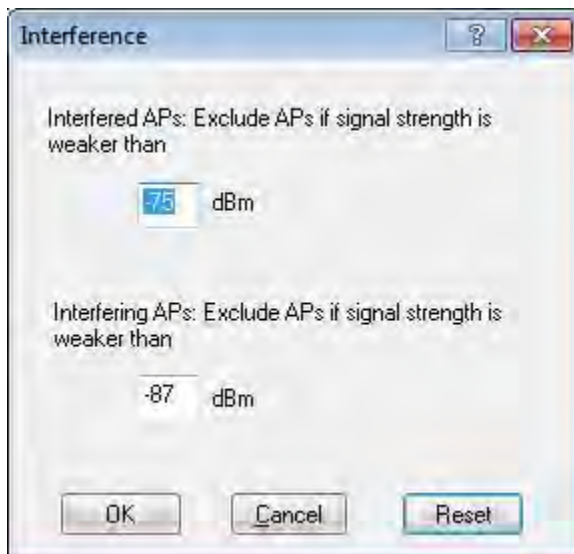 Interference
Interfered APs: Exclude APs if signal strength is
weaker than
-75 dBm
Interfering APs: Exclude APs if signal strength is
weaker than
-87 dBm
OK Cancel Reset